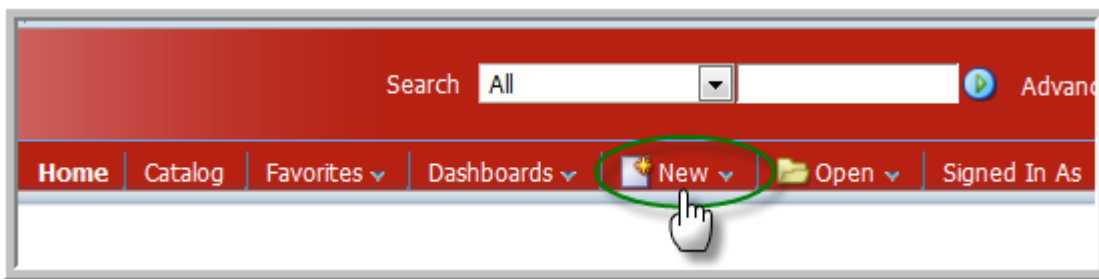 Search All Advanc
Home Catalog Favorites Dashboards New Open Signed In As